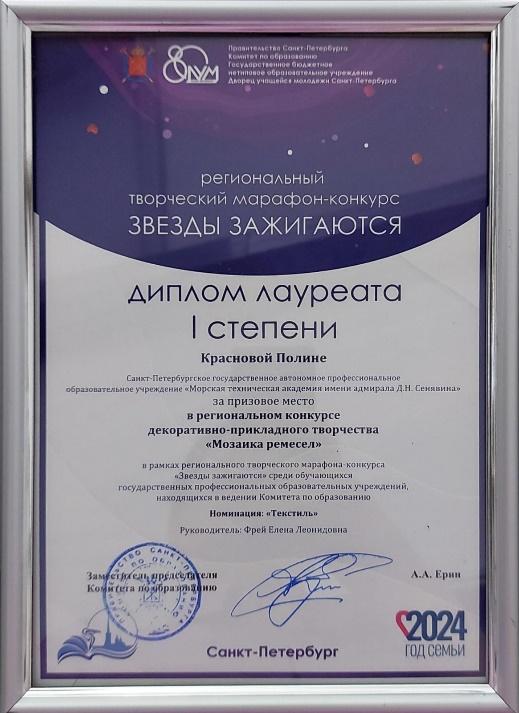 80
ДУМ
Правительство Санкт-Петербурга
Комитет по образованию
Государственное бюджетное
нетиповое образовательное учреждение
Дворец учащейся молодежи Санкт-Петербурга
региональный
творческий марафон-конкурс
ЗВЕЗДЫ ЗАЖИГАЮТСЯ
диплом лауреата
I степени
Красновой Полине
Санкт-Петербургское государственное автономное профессиональное
образовательное учреждение «Морская техническая академия имени адмирала Д.Н. Сенявина»
за призовое место
в региональном конкурсе
декоративно-прикладного творчества
«Мозаика ремесел»
в рамках регионального творческого марафона-конкурса
«Звезды зажигаются» среди обучающихся
государственных профессиональных образовательных учреждений,
находящихся в ведении Комитета по образованию
Номинация: «Текстиль»
Руководитель: Фрей Елена Леонидовна
Заместитель председателя
Комитета по образованию
А.А. Ерин
Санкт-Петербург
2024
ГОД СЕМЬИ